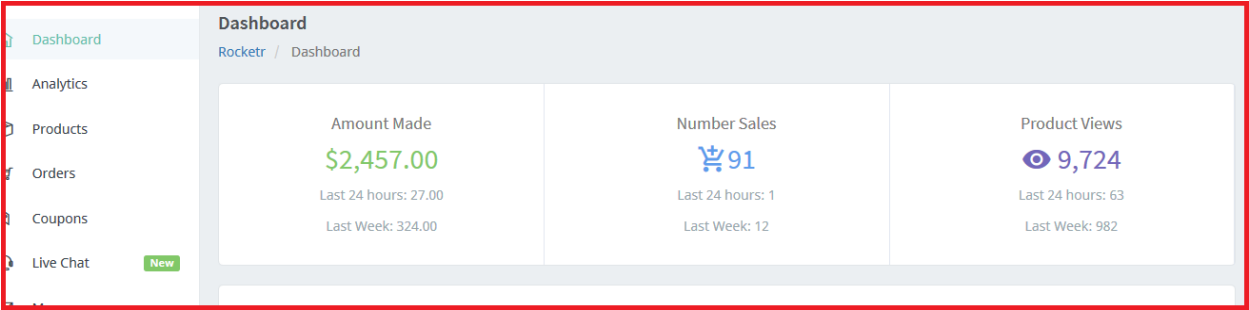 Dashboard
Analytics
Products
Orders
Coupons
Live Chat New
Dashboard
Rocketr / Dashboard
Amount Made
$2,457.00
Last 24 hours: 27.00
Last Week: 324.00
Number Sales
91
Last 24 hours: 1
Last Week: 12
Product Views
9,724
Last 24 hours: 63
Last Week: 982